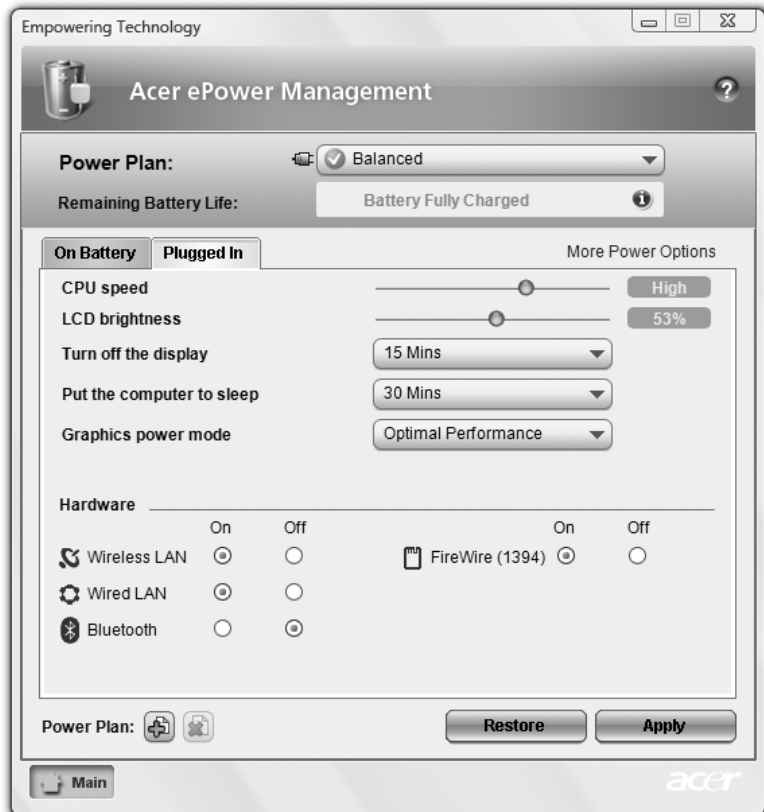 Empowering Technology
Acer ePower Management
?
Power Plan: Balanced
Remaining Battery Life: Battery Fully Charged i
On Battery Plugged In More Power Options
CPU speed High
LCD brightness 53%
Turn off the display 15 Mins
Put the computer to sleep 30 Mins
Graphics power mode Optimal Performance
Hardware
On Off On Off
Wireless LAN FireWire (1394)
Wired LAN
Bluetooth
Power Plan: Restore Apply
Main acer